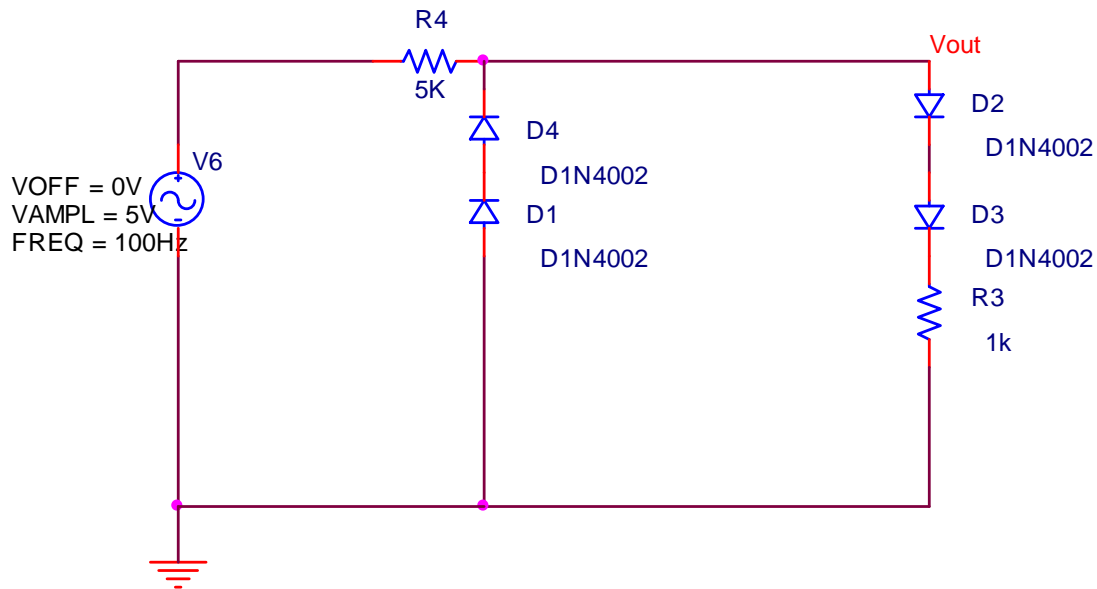 R4
5K
Vout
D2
D1N4002
D4
D1N4002
V6
VOFF = 0V
VAMPL = 5V
FREQ = 100Hz
D1
D1N4002
D3
D1N4002
R3
1k